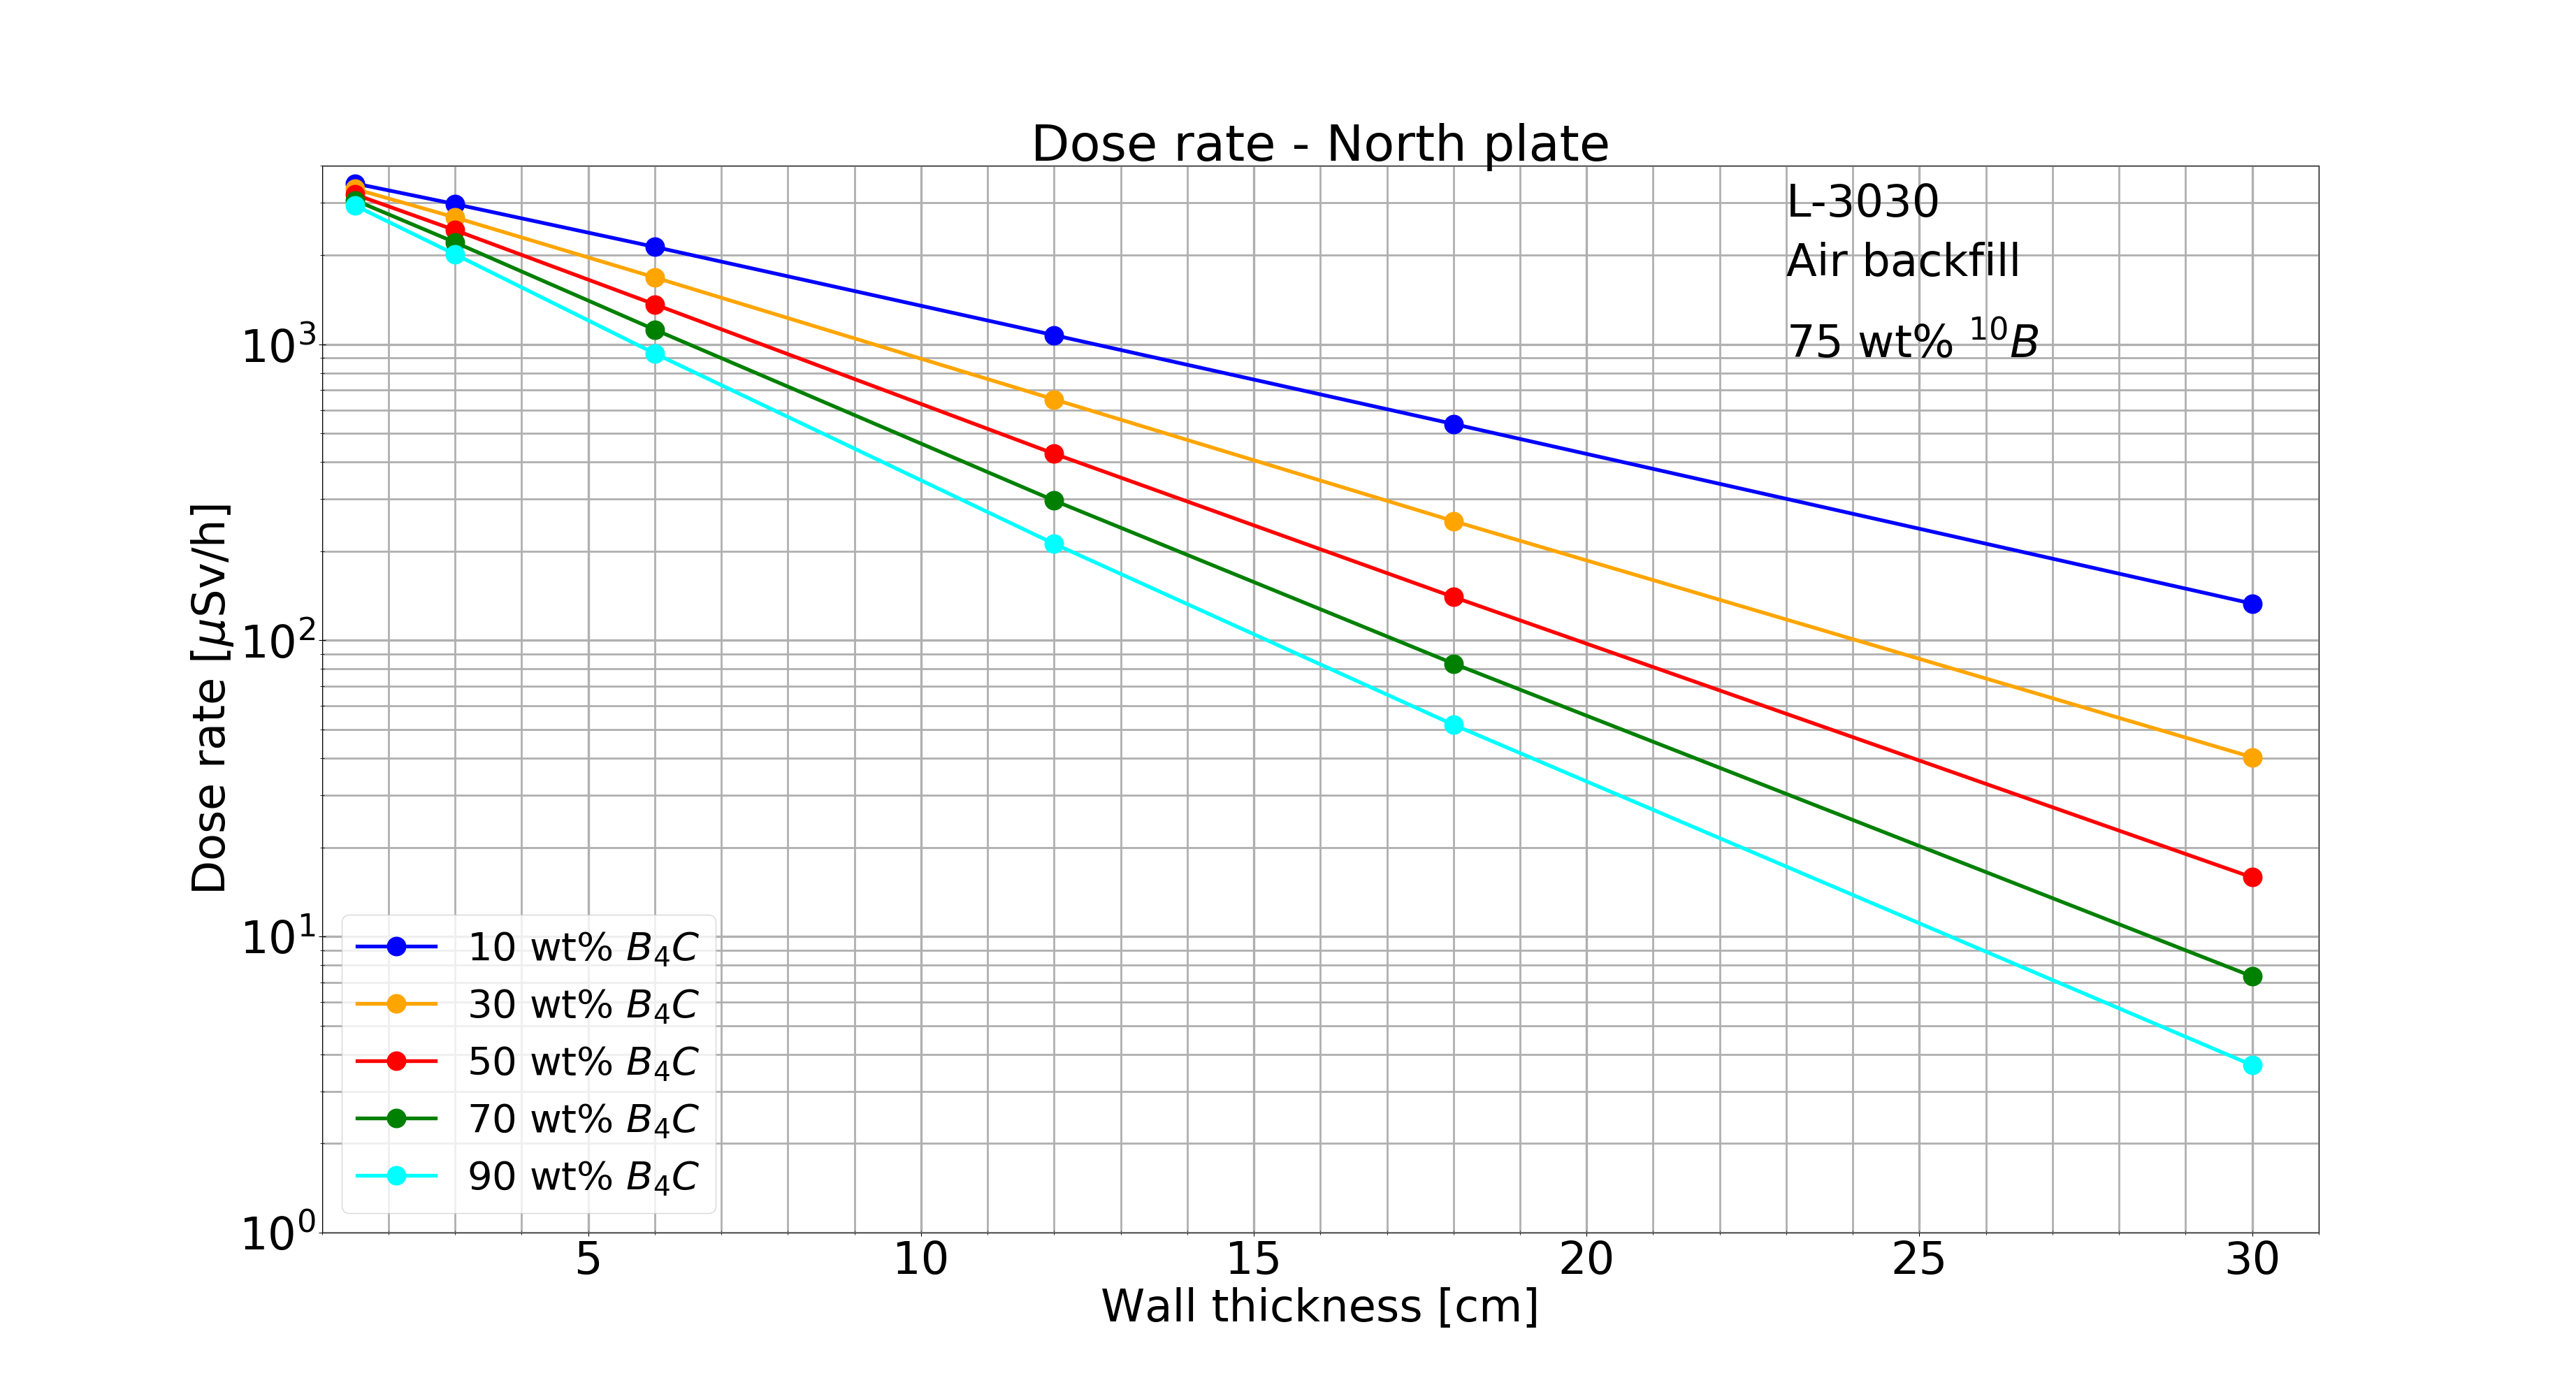 Dose rate - North plate
L-3030
Air backfill
75 wt% ¹⁰B
Dose rate [μSv/h]
10³
10²
10¹
10⁰
10 wt% B₄C
30 wt% B₄C
50 wt% B₄C
70 wt% B₄C
90 wt% B₄C
5 10 15 20 25 30
Wall thickness [cm]